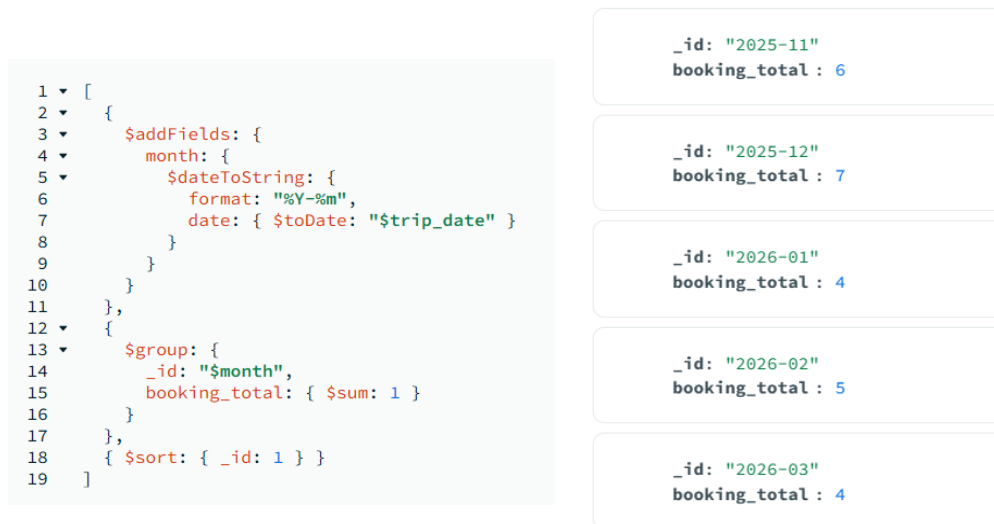 1 [
2 {
3 $addFields: {
4 month: {
5 $dateToString: {
6 format: "%Y-%m",
7 date: { $toDate: "$trip_date" }
8 }
9 }
10 }
11 },
12 {
13 $group: {
14 _id: "$month",
15 booking_total: { $sum: 1 }
16 }
17 },
18 { $sort: { _id: 1 } }
19 ]
_id: "2025-11"
booking_total : 6
_id: "2025-12"
booking_total : 7
_id: "2026-01"
booking_total : 4
_id: "2026-02"
booking_total : 5
_id: "2026-03"
booking_total : 4